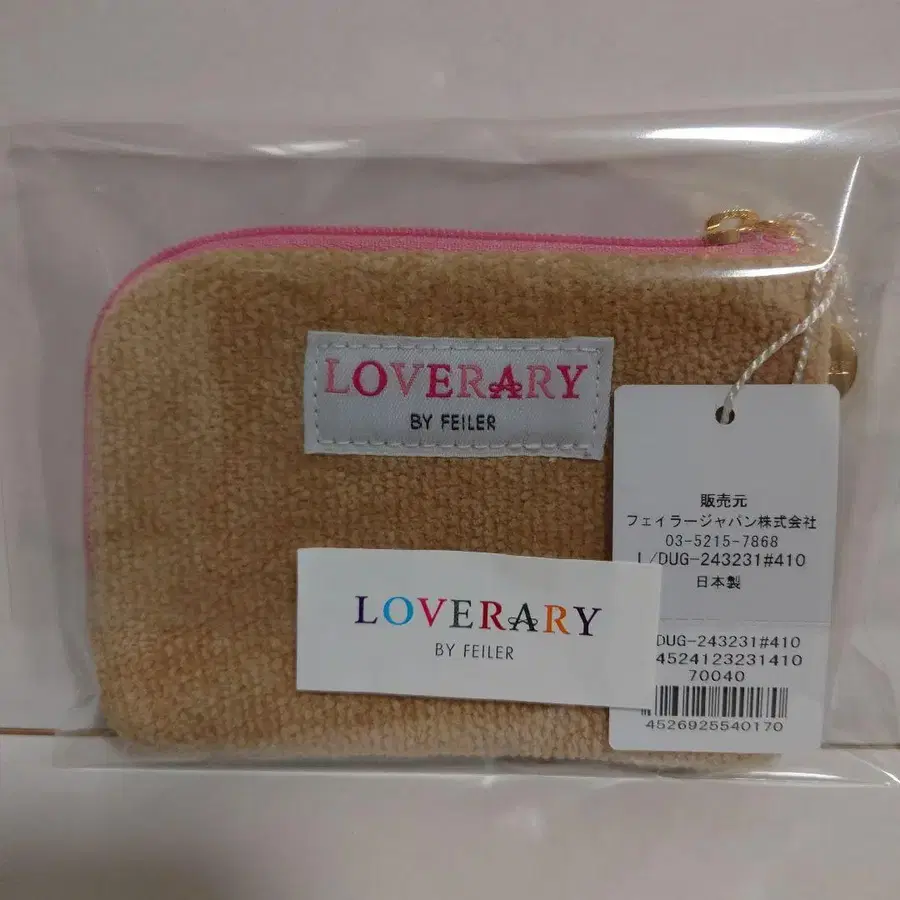 LOVERARY
BY FEILER
販売元
フェイラージャパン株式会社
03-5215-7868
L/DUG-243231#410
日本製
DUG-243231#410
4524123231410
70040
4526925540170
LOVERARY
BY FEILER